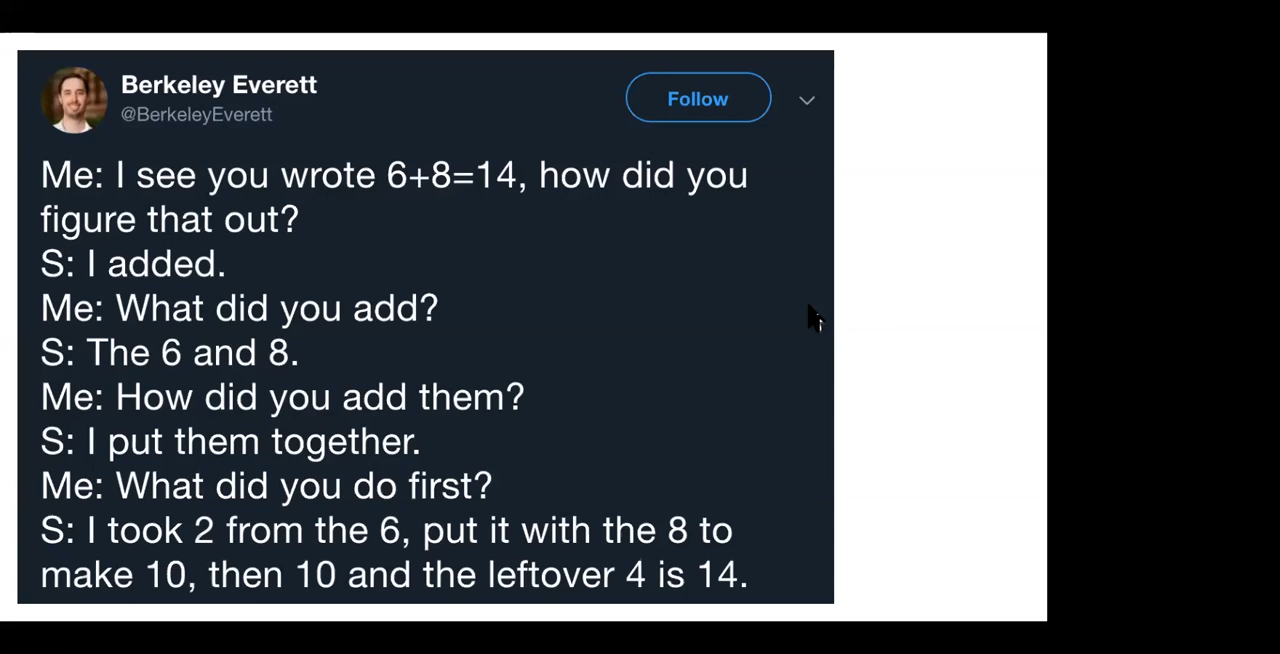 Berkeley Everett
@BerkeleyEverett
Follow
Me: I see you wrote 6+8=14, how did you
figure that out?
S: I added.
Me: What did you add?
S: The 6 and 8.
Me: How did you add them?
S: I put them together.
Me: What did you do first?
S: I took 2 from the 6, put it with the 8 to
make 10, then 10 and the leftover 4 is 14.